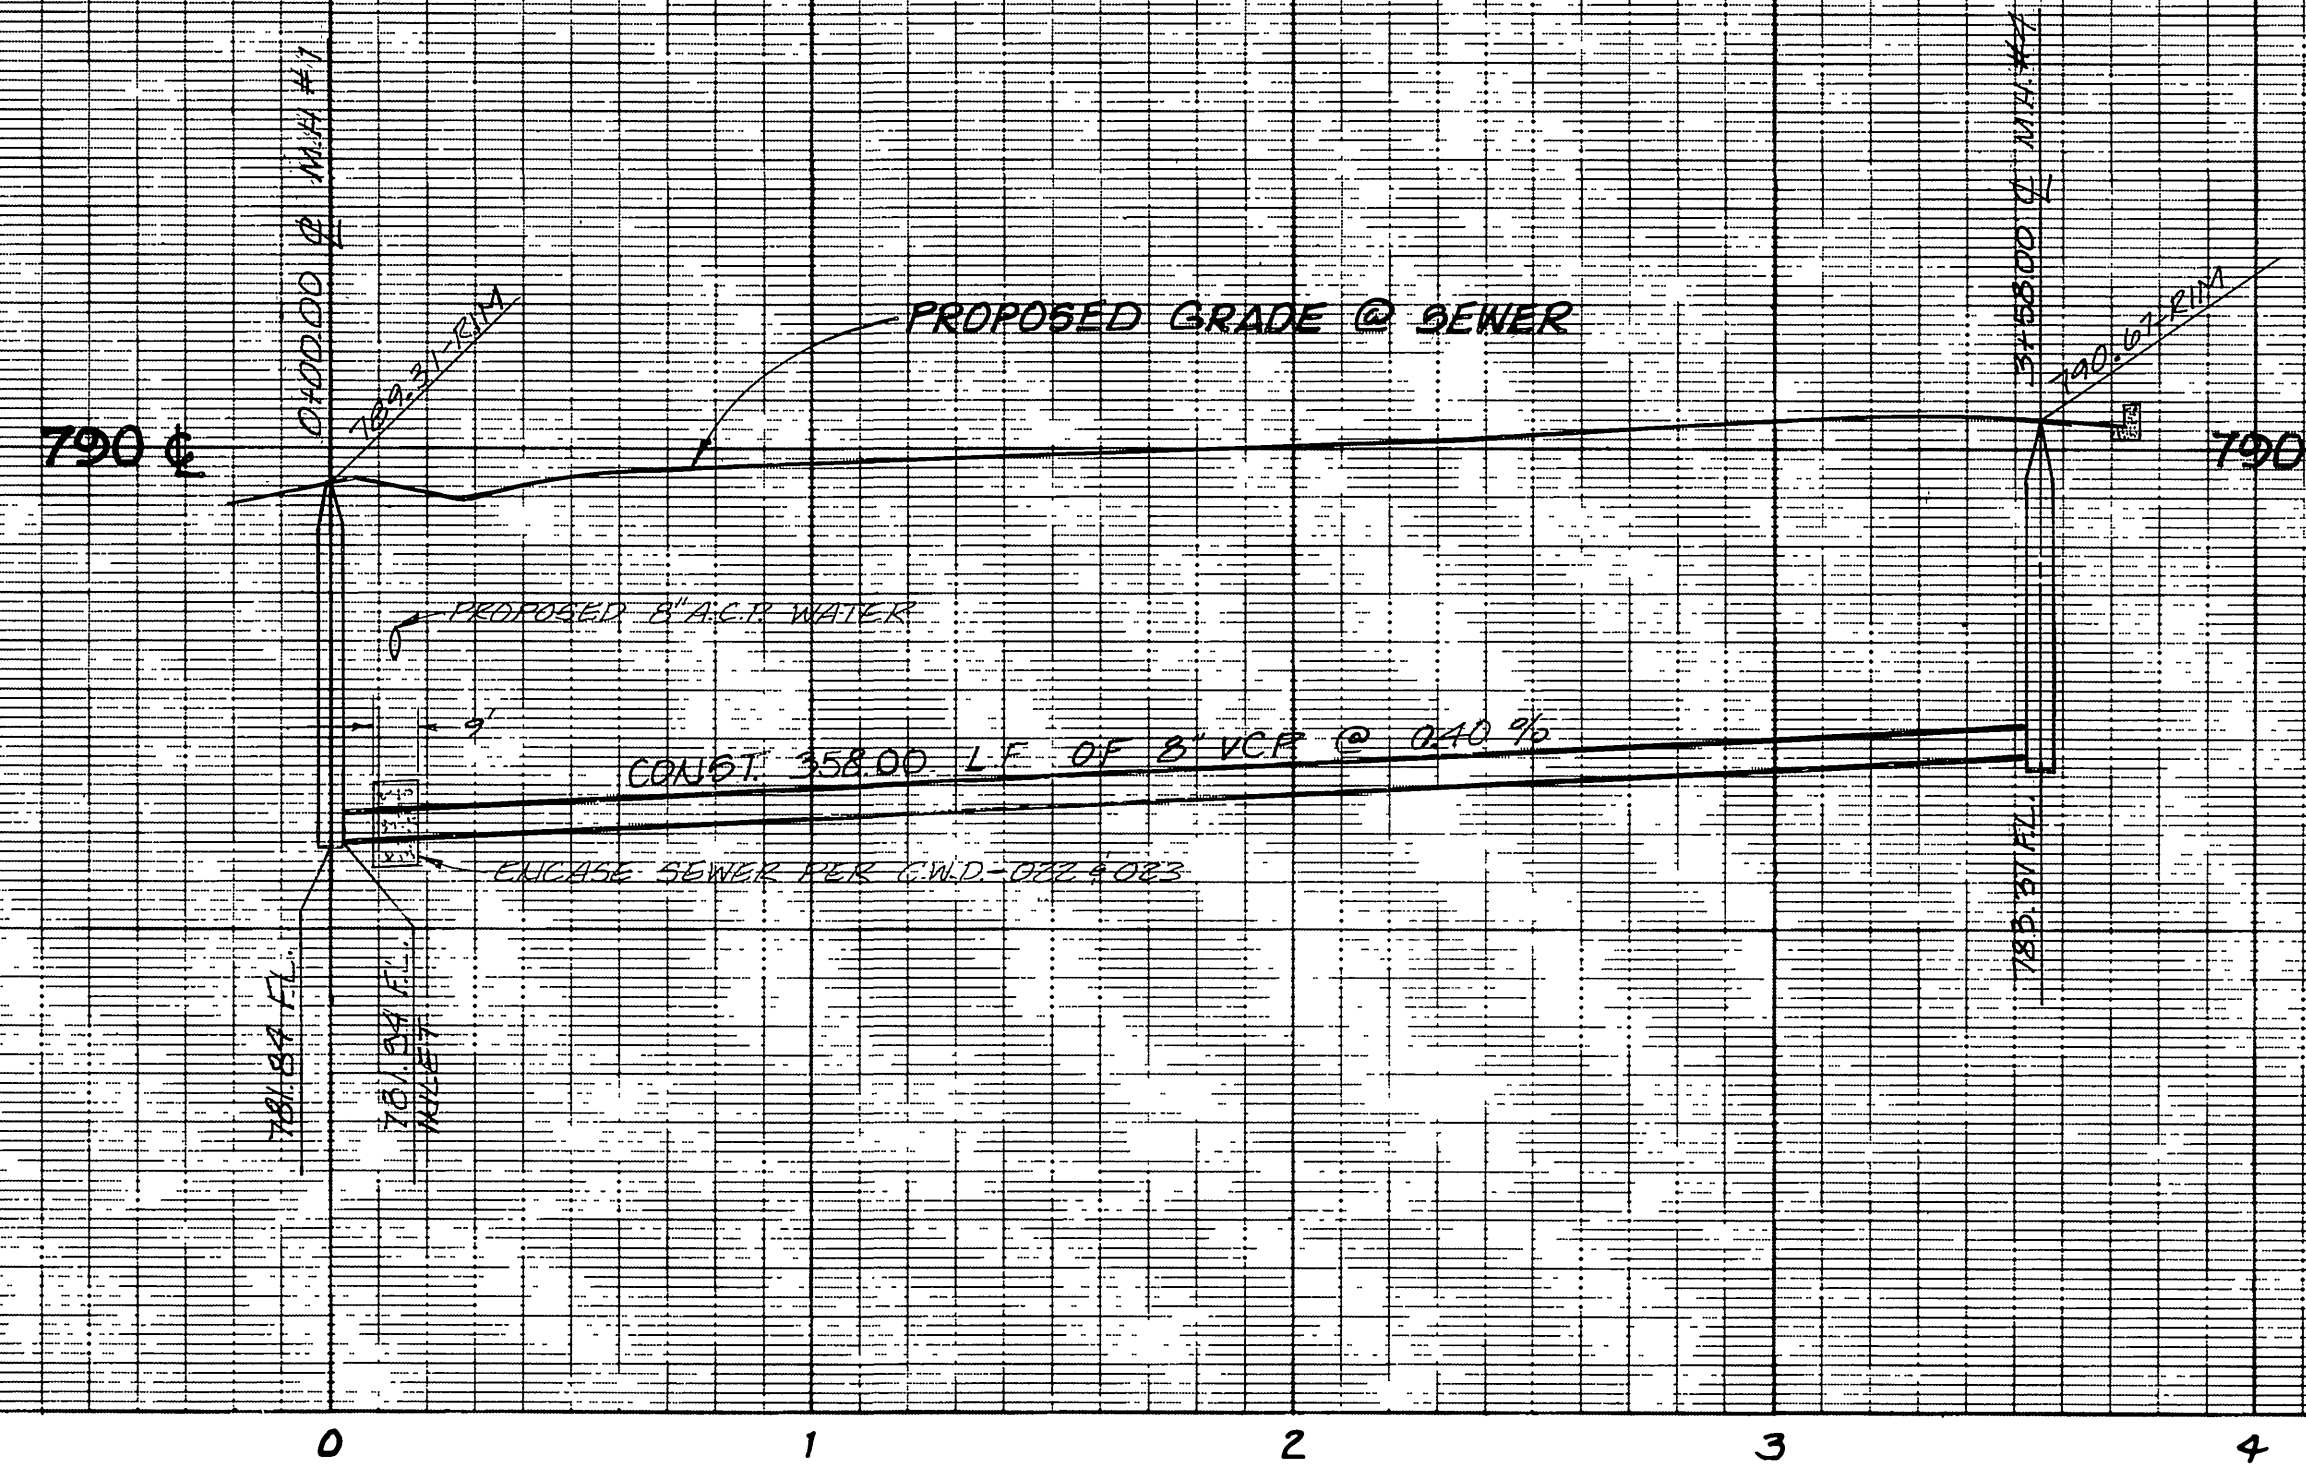 0+00.00 ℄ M.H. #1
3+58.00 ℄ M.H. #4
789.31-RIM
790.67-RIM
PROPOSED GRADE @ SEWER
790 ℄
790
PROPOSED 8" A.C.P. WATER
9'
CONST. 358.00 L.F. OF 8" V.C.P. @ 0.40 %
ENCASE SEWER PER C.W.D.-022 & 023
781.84 F.L.
781.94 F.L.
INLET
783.37 F.L.
0 1 2 3 4